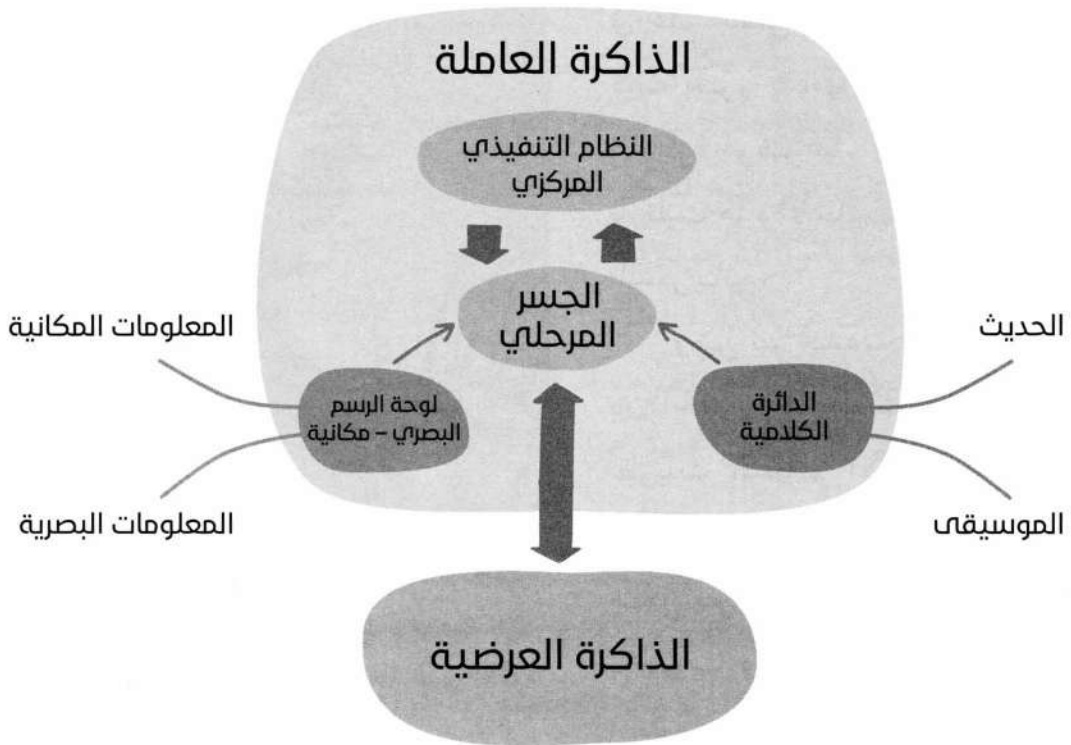 الذاكرة العاملة
النظام التنفيذي
المركزي
الجسر
المرحلي
الحديث
الدائرة
الكلامية
الموسيقى
المعلومات المكانية
لوحة الرسم
البصري – مكانية
المعلومات البصرية
الذاكرة العرضية